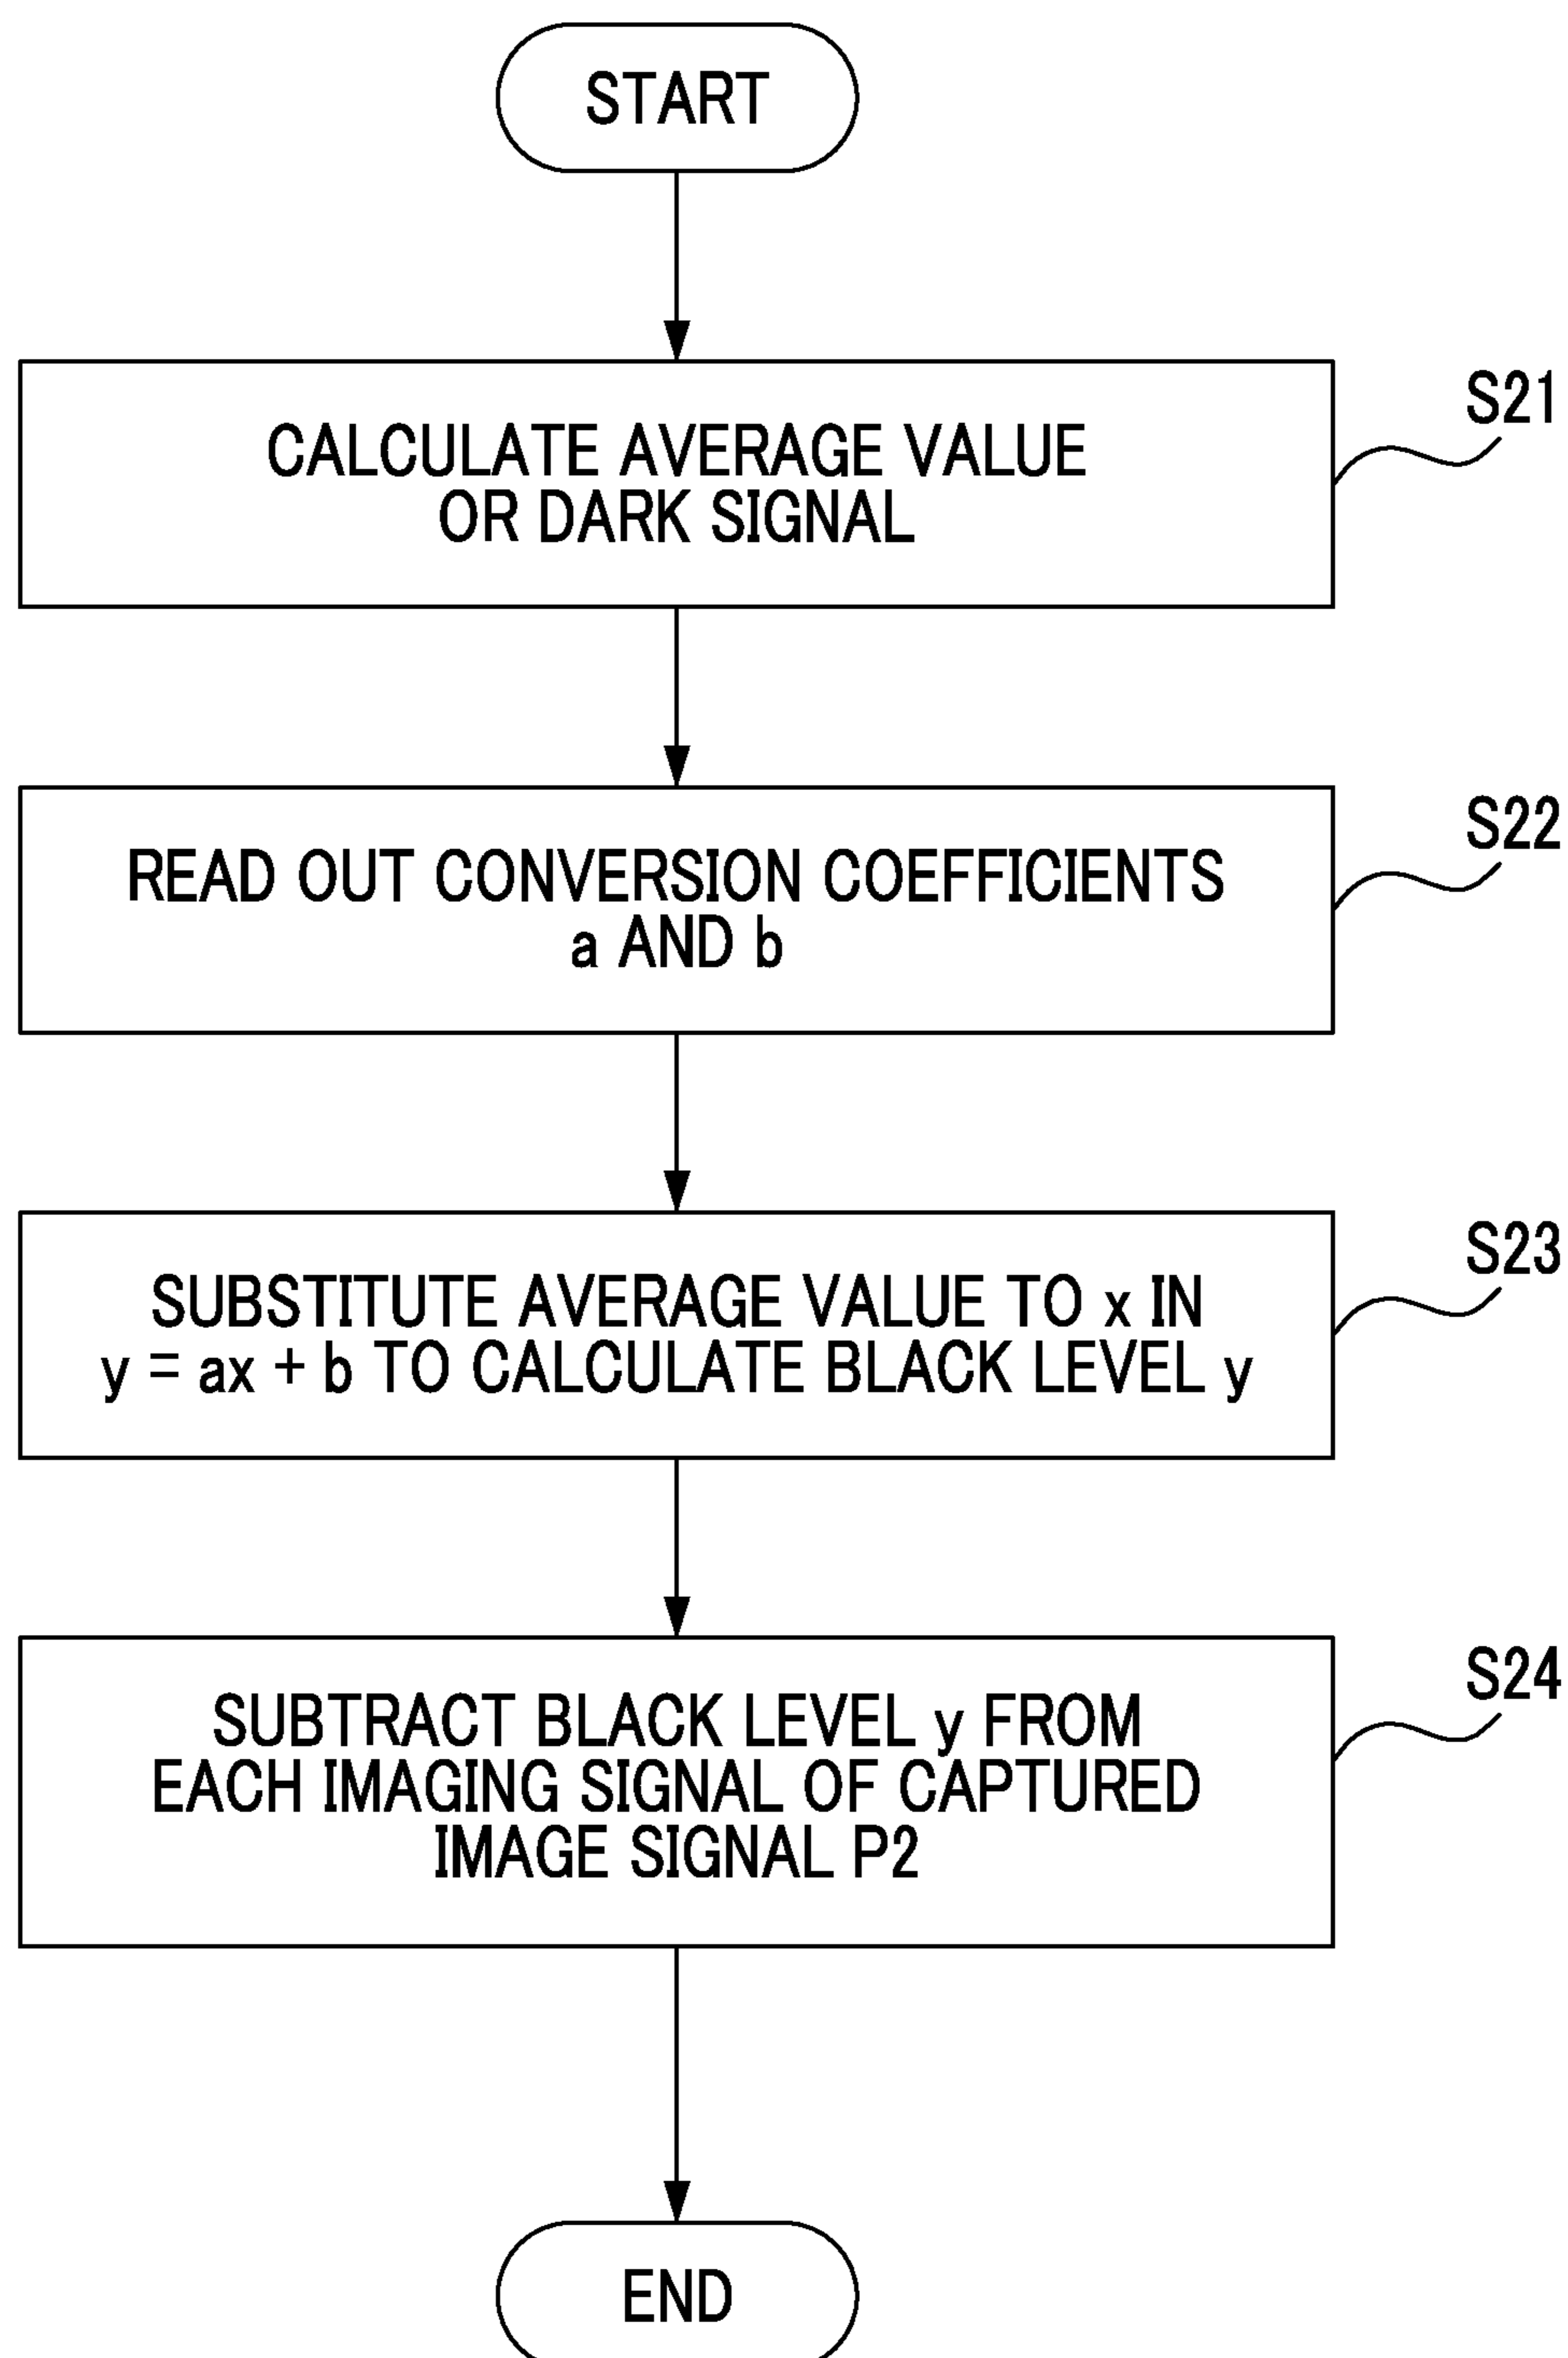 START
S21
CALCULATE AVERAGE VALUE
OR DARK SIGNAL
S22
READ OUT CONVERSION COEFFICIENTS
a AND b
S23
SUBSTITUTE AVERAGE VALUE TO x IN
y = ax + b TO CALCULATE BLACK LEVEL y
S24
SUBTRACT BLACK LEVEL y FROM
EACH IMAGING SIGNAL OF CAPTURED
IMAGE SIGNAL P2
END